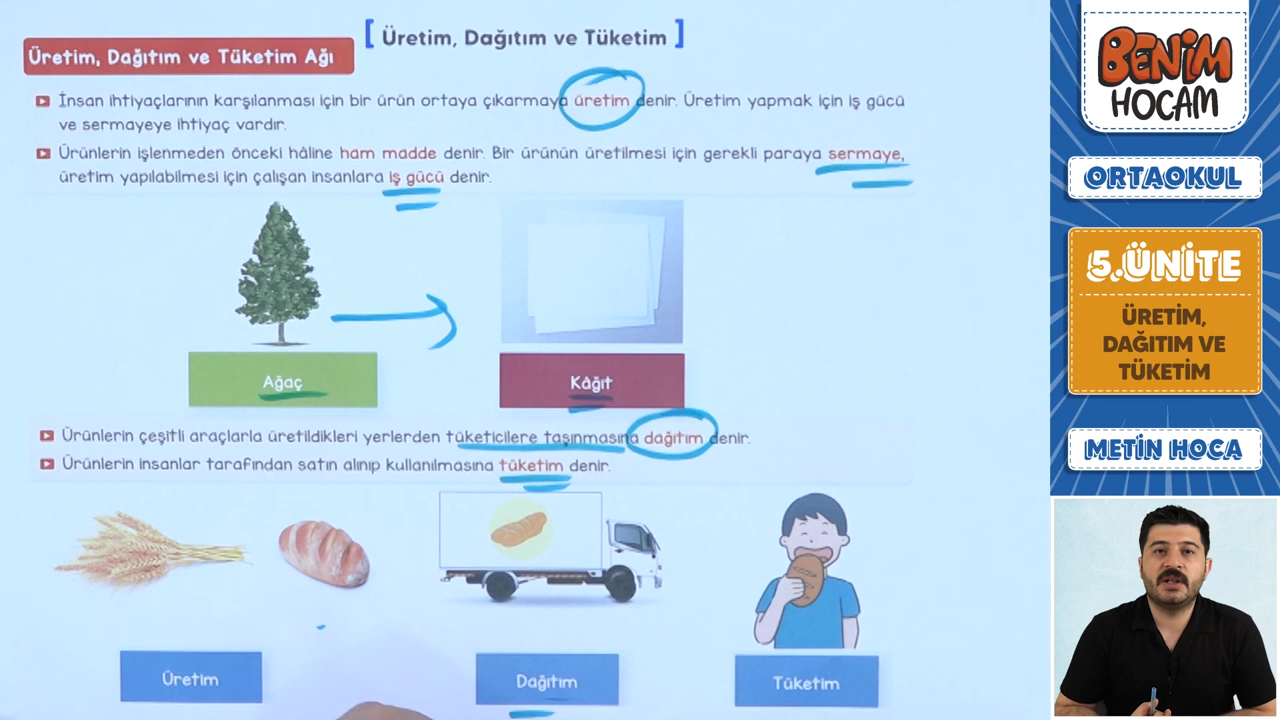 [ Üretim, Dağıtım ve Tüketim ]
Üretim, Dağıtım ve Tüketim Ağı
İnsan ihtiyaçlarının karşılanması için bir ürün ortaya çıkarmaya üretim denir. Üretim yapmak için iş gücü
ve sermayeye ihtiyaç vardır.
Ürünlerin işlenmeden önceki hâline ham madde denir. Bir ürünün üretilmesi için gerekli paraya sermaye,
üretim yapılabilmesi için çalışan insanlara iş gücü denir.
Ağaç
Kâğıt
Ürünlerin çeşitli araçlarla üretildikleri yerlerden tüketicilere taşınmasına dağıtım denir.
Ürünlerin insanlar tarafından satın alınıp kullanılmasına tüketim denir.
Üretim
Dağıtım
Tüketim
BENİM
HOCAM
ORTAOKUL
5.ÜNİTE
ÜRETİM,
DAĞITIM VE
TÜKETİM
METİN HOCA